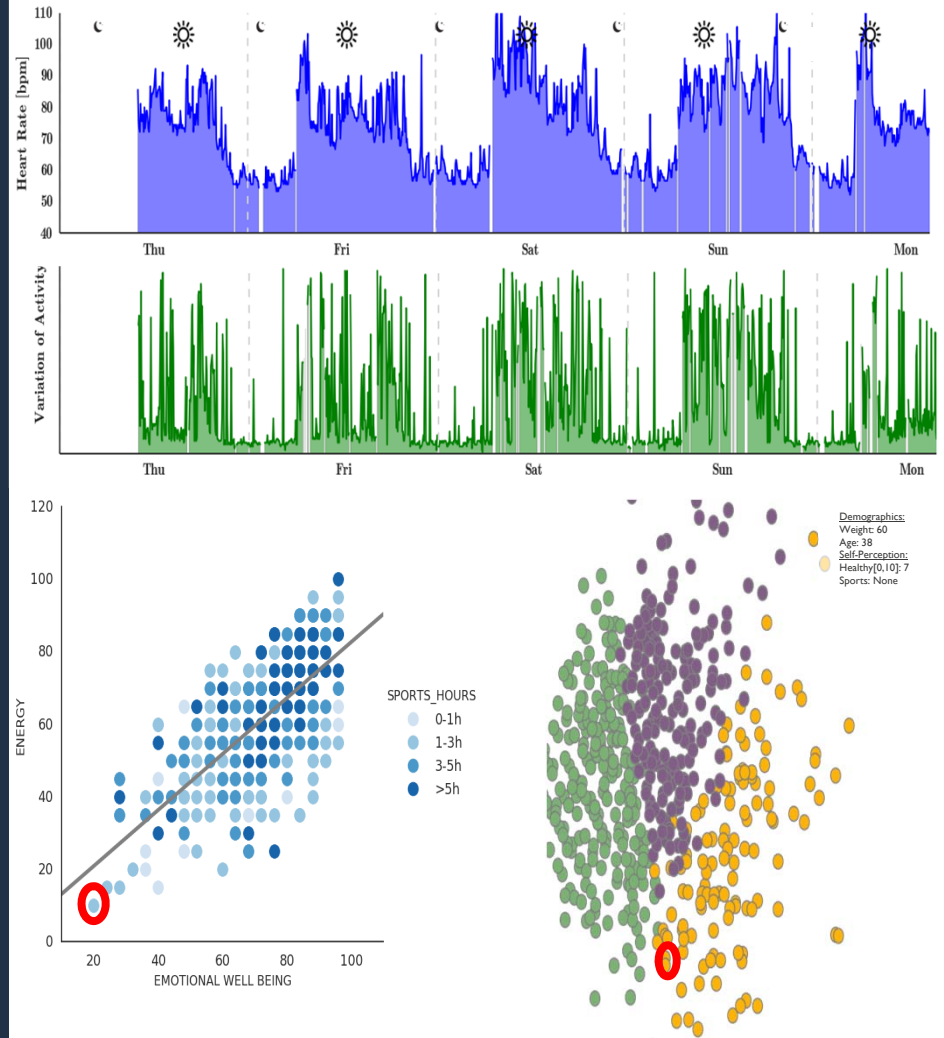 Heart Rate [bpm]
110
100
90
80
70
60
50
40
Thu Fri Sat Sun Mon
Variation of Activity
Thu Fri Sat Sun Mon
ENERGY
120
100
80
60
40
20
0
20 40 60 80 100
EMOTIONAL WELL BEING
SPORTS_HOURS
0-1h
1-3h
3-5h
>5h
Demographics:
Weight: 60
Age: 38
Self-Perception:
Healthy[0,10]: 7
Sports: None